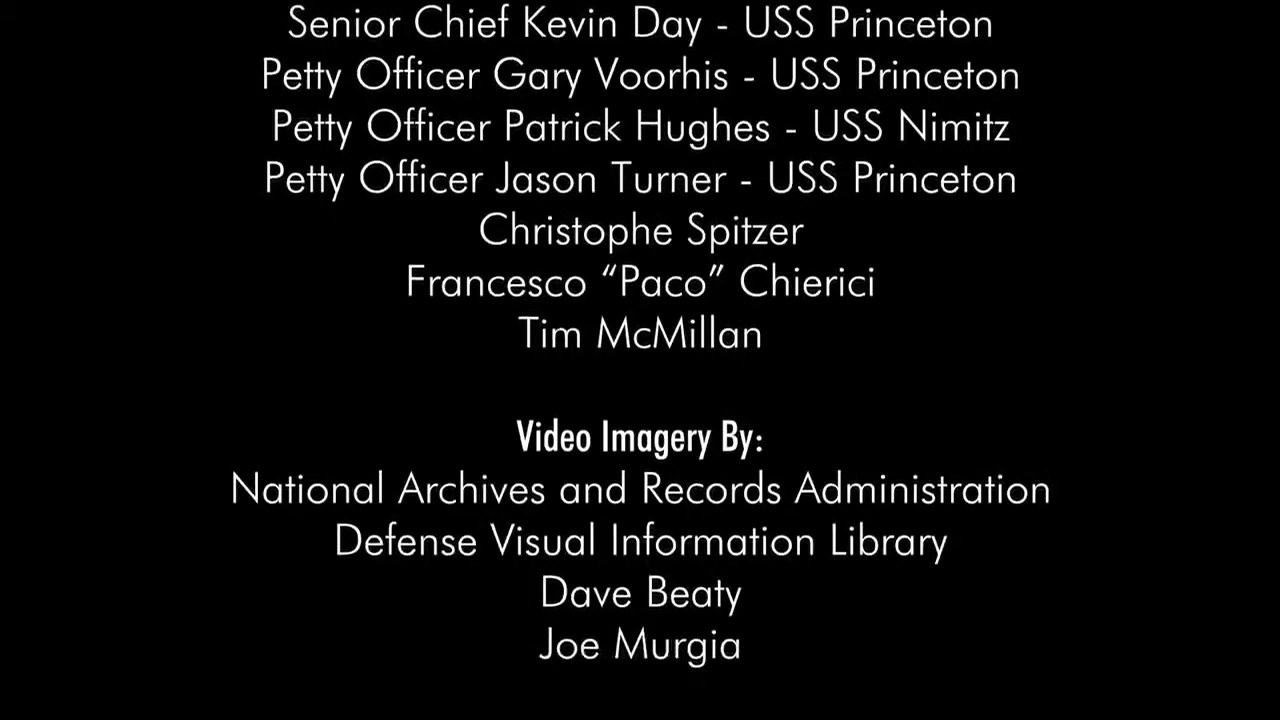 Senior Chief Kevin Day - USS Princeton
Petty Officer Gary Voorhis - USS Princeton
Petty Officer Patrick Hughes - USS Nimitz
Petty Officer Jason Turner - USS Princeton
Christophe Spitzer
Francesco “Paco” Chierici
Tim McMillan
Video Imagery By:
National Archives and Records Administration
Defense Visual Information Library
Dave Beaty
Joe Murgia